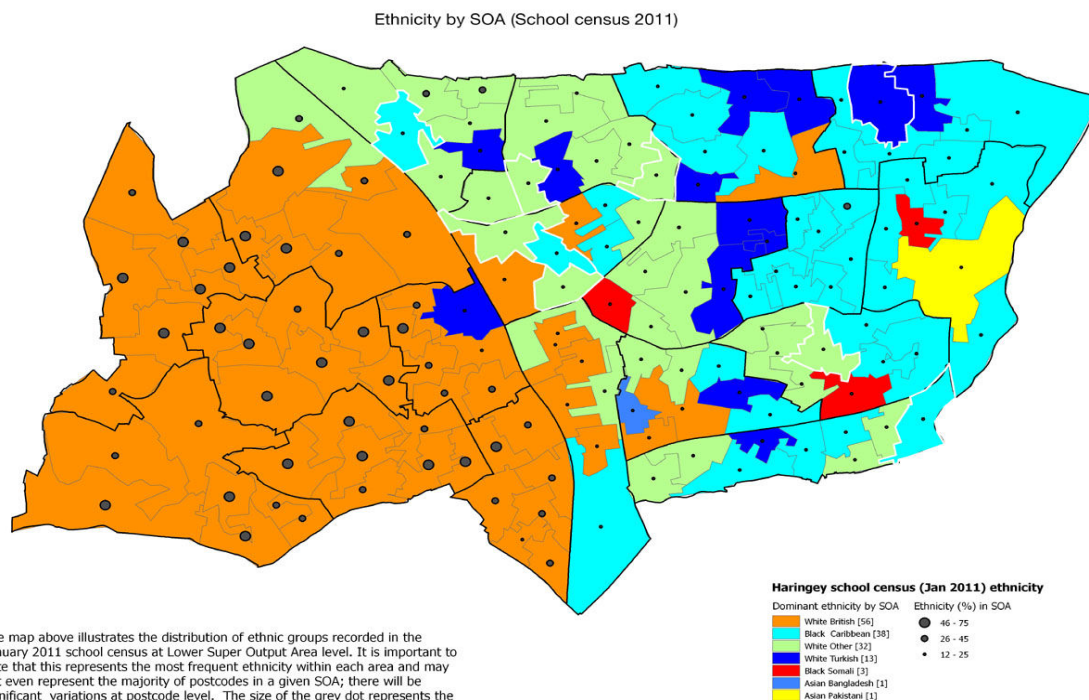 Ethnicity by SOA (School census 2011)
Haringey school census (Jan 2011) ethnicity
Dominant ethnicity by SOA
Ethnicity (%) in SOA
White British [56]
46 - 75
Black Caribbean [38]
26 - 45
White Other [32]
12 - 25
White Turkish [13]
Black Somali [3]
Asian Bangladesh [1]
Asian Pakistani [1]
map above illustrates the distribution of ethnic groups recorded in the
2011 school census at Lower Super Output Area level. It is important to
that this represents the most frequent ethnicity within each area and may
even represent the majority of postcodes in a given SOA; there will be
variations at postcode level. The size of the grey dot represents the